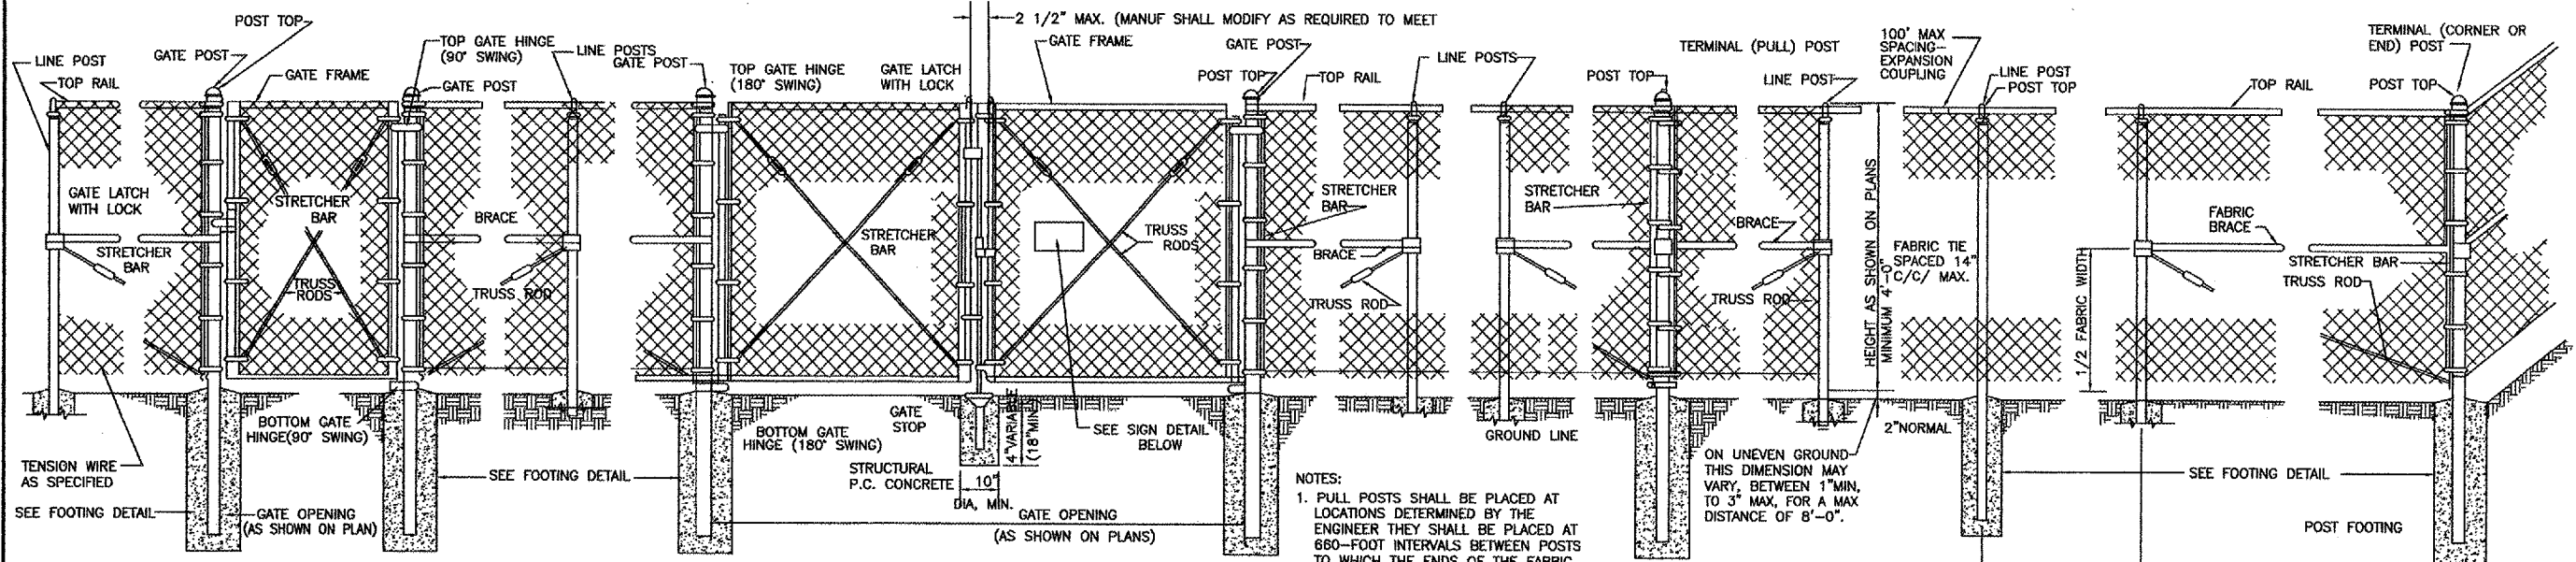 POST TOP
2 1/2" MAX. (MANUF SHALL MODIFY AS REQUIRED TO MEET
GATE POST
TOP GATE HINGE
(90° SWING)
LINE POSTS
GATE POST
GATE FRAME
GATE POST
LINE POST
TOP RAIL
GATE FRAME
GATE POST
TOP GATE HINGE
(180° SWING)
GATE LATCH
WITH LOCK
POST TOP
TOP RAIL
LINE POSTS
TERMINAL (PULL) POST
POST TOP
LINE POST
100' MAX
SPACING-
EXPANSION
COUPLING
LINE POST
POST TOP
TOP RAIL
TERMINAL (CORNER OR
END) POST
POST TOP
GATE LATCH
WITH LOCK
STRETCHER
BAR
STRETCHER
BAR
TRUSS
RODS
BRACE
TRUSS ROD
STRETCHER
BAR
TRUSS
RODS
STRETCHER
BAR
BRACE
TRUSS ROD
STRETCHER
BAR
BRACE
TRUSS ROD
HEIGHT AS SHOWN ON PLANS
MINIMUM 4'-0"
FABRIC TIE
SPACED 14"
C/C/ MAX.
1/2 FABRIC WIDTH
FABRIC
BRACE
STRETCHER BAR
TRUSS ROD
TENSION WIRE
AS SPECIFIED
SEE FOOTING DETAIL
GATE OPENING
(AS SHOWN ON PLAN)
BOTTOM GATE
HINGE(90° SWING)
SEE FOOTING DETAIL
BOTTOM GATE
HINGE (180° SWING)
GATE
STOP
4"VARIABLE
(18"MIN.)
STRUCTURAL
P.C. CONCRETE
10"
DIA, MIN.
GATE OPENING
(AS SHOWN ON PLANS)
SEE SIGN DETAIL
BELOW
GROUND LINE
NOTES:
1. PULL POSTS SHALL BE PLACED AT
LOCATIONS DETERMINED BY THE
ENGINEER THEY SHALL BE PLACED AT
660-FOOT INTERVALS BETWEEN POSTS
TO WHICH THE ENDS OF THE FABRIC
ON UNEVEN GROUND
THIS DIMENSION MAY
VARY, BETWEEN 1"MIN,
TO 3" MAX, FOR A MAX
DISTANCE OF 8'-0".
2"NORMAL
SEE FOOTING DETAIL
POST FOOTING